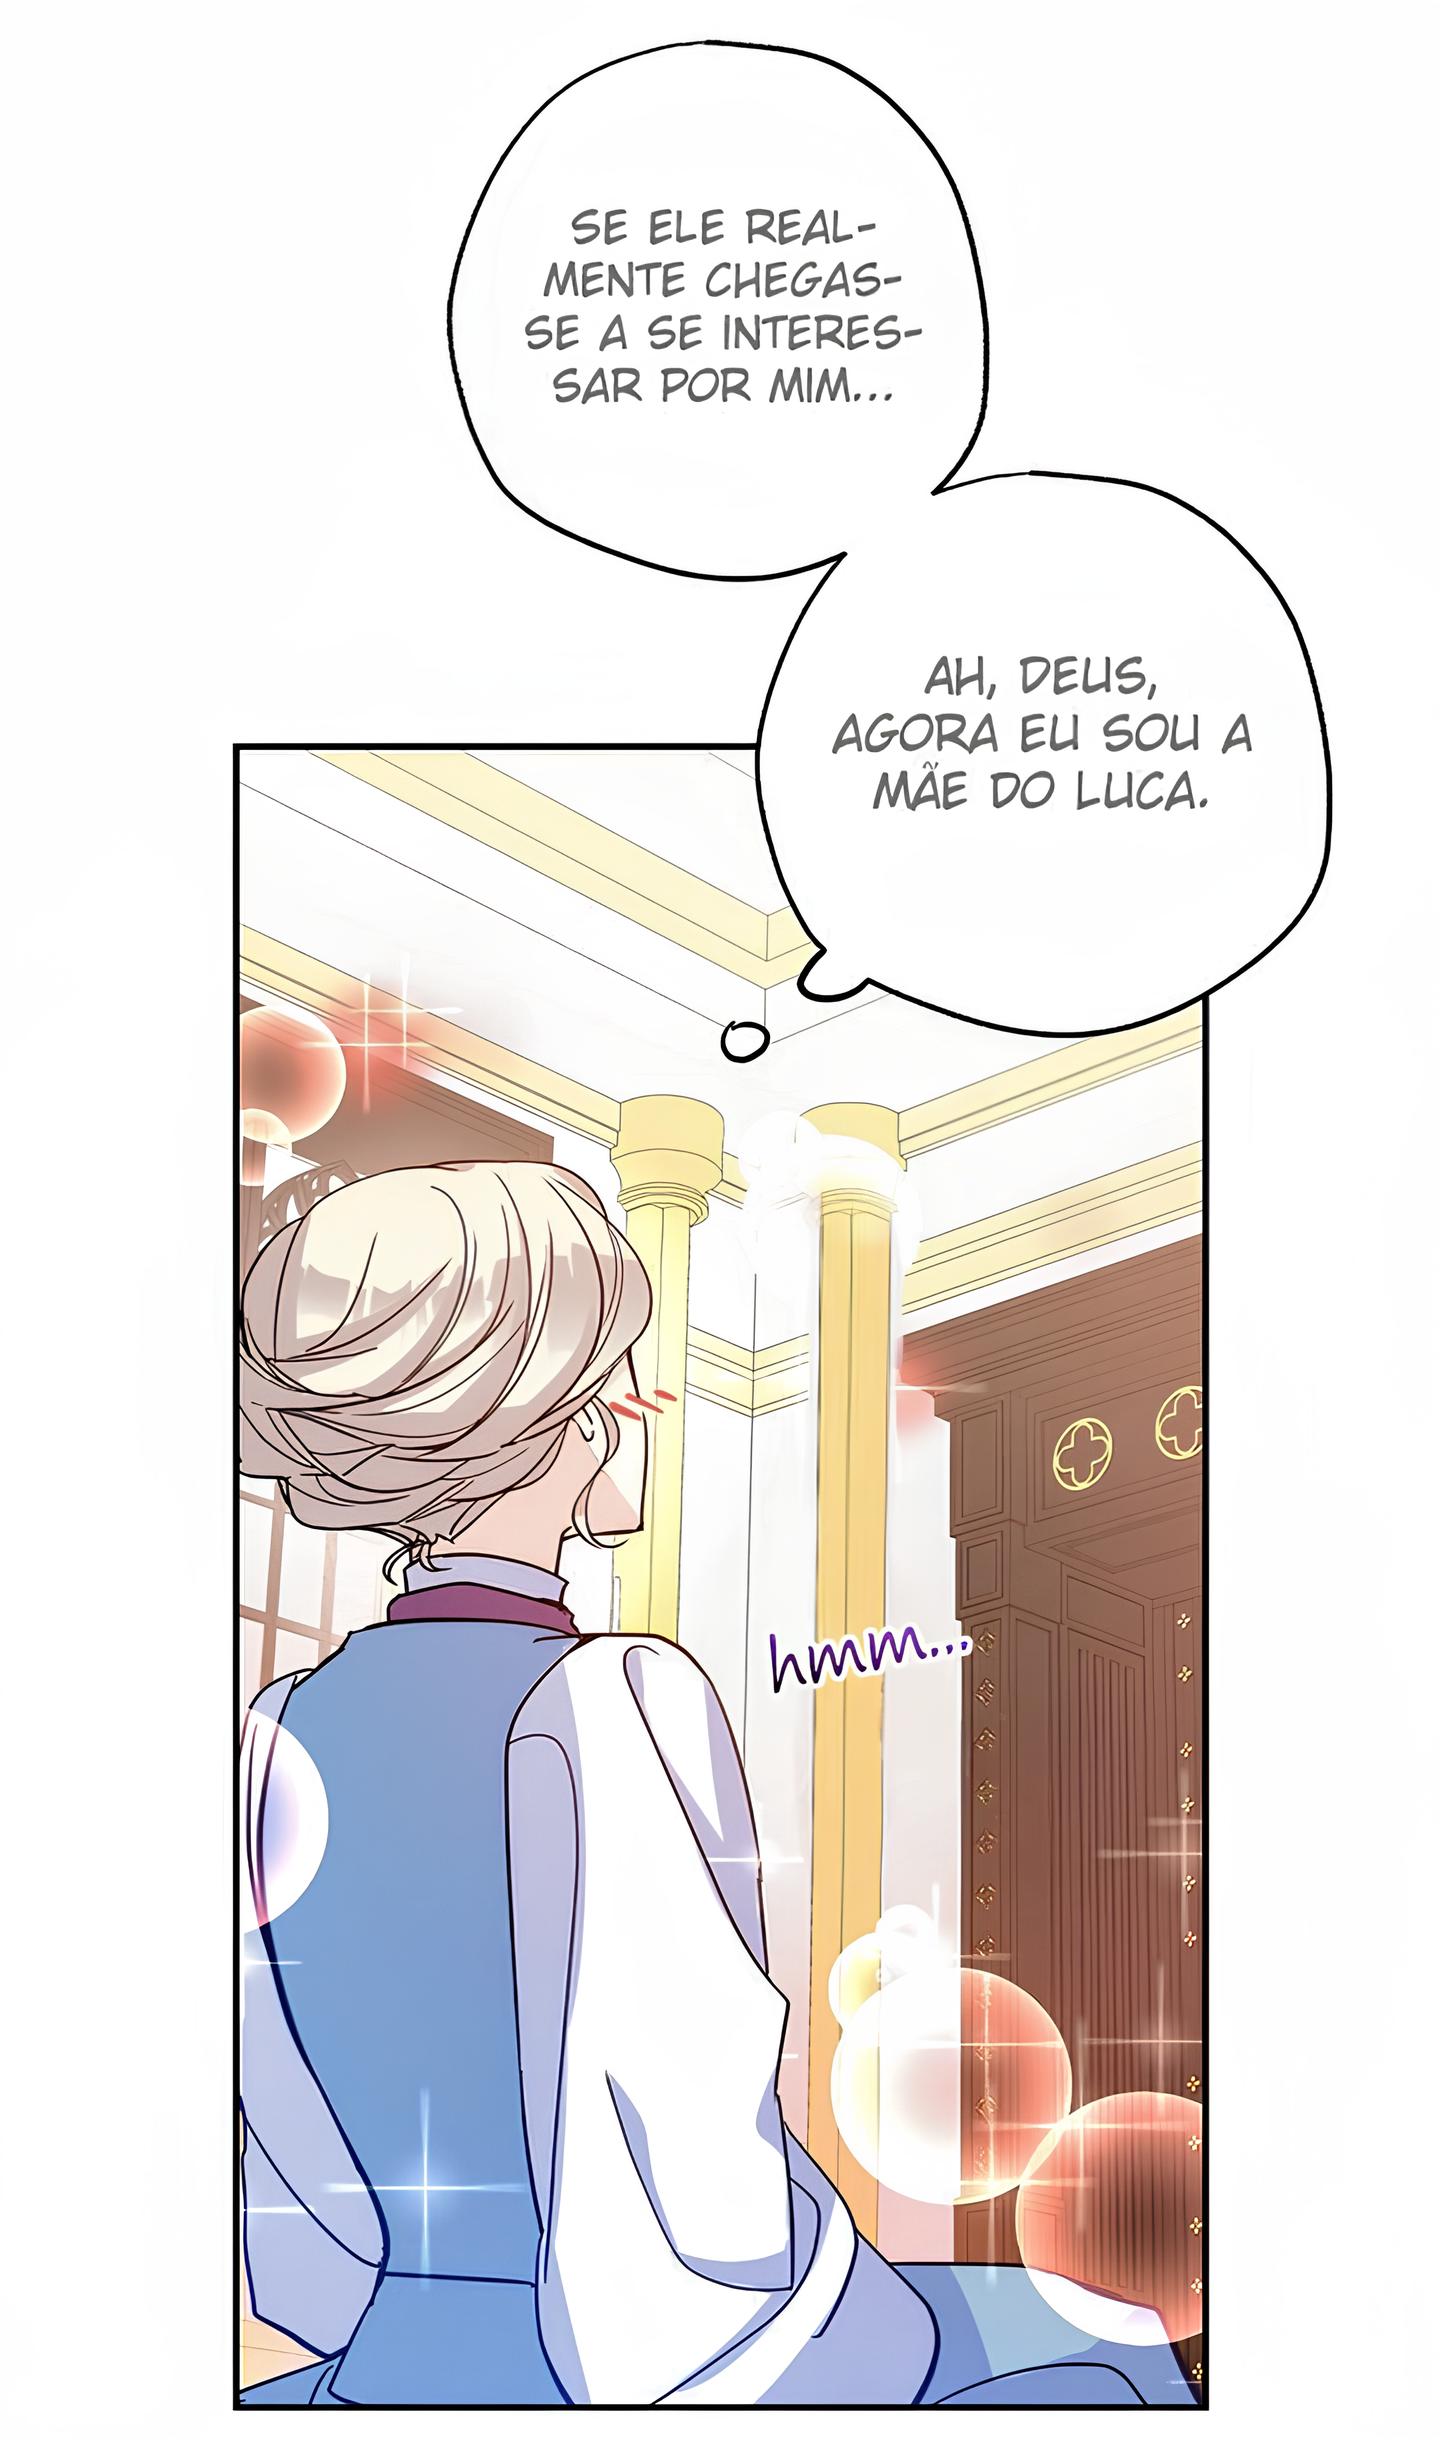 SE ELE REAL-
MENTE CHEGAS-
SE A SE INTERES-
SAR POR MIM...
AH, DEUS,
AGORA EU SOU A
MÃE DO LUCA.
hmm...